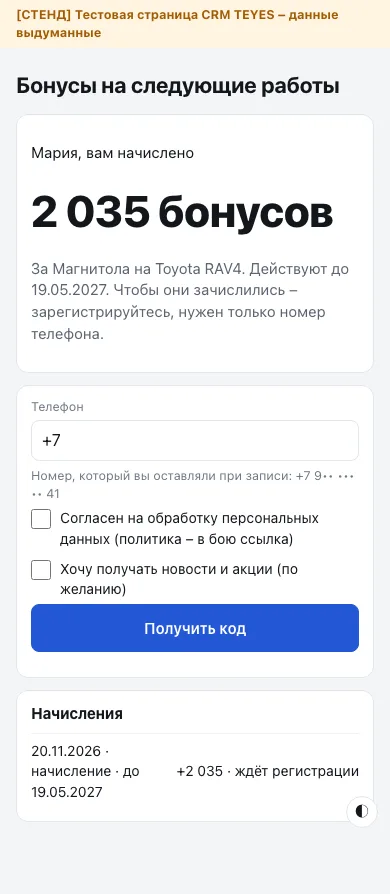 [СТЕНД] Тестовая страница CRM TEYES – данные
выдуманные
Бонусы на следующие работы
Мария, вам начислено
2 035 бонусов
За Магнитола на Toyota RAV4. Действуют до
19.05.2027. Чтобы они зачислились –
зарегистрируйтесь, нужен только номер
телефона.
Телефон
+7
Номер, который вы оставляли при записи: +7 9•• •••
•• 41
Согласен на обработку персональных
данных (политика – в бою ссылка)
Хочу получать новости и акции (по
желанию)
Получить код
Начисления
20.11.2026 ·
начисление · до
19.05.2027
+2 035 · ждёт регистрации